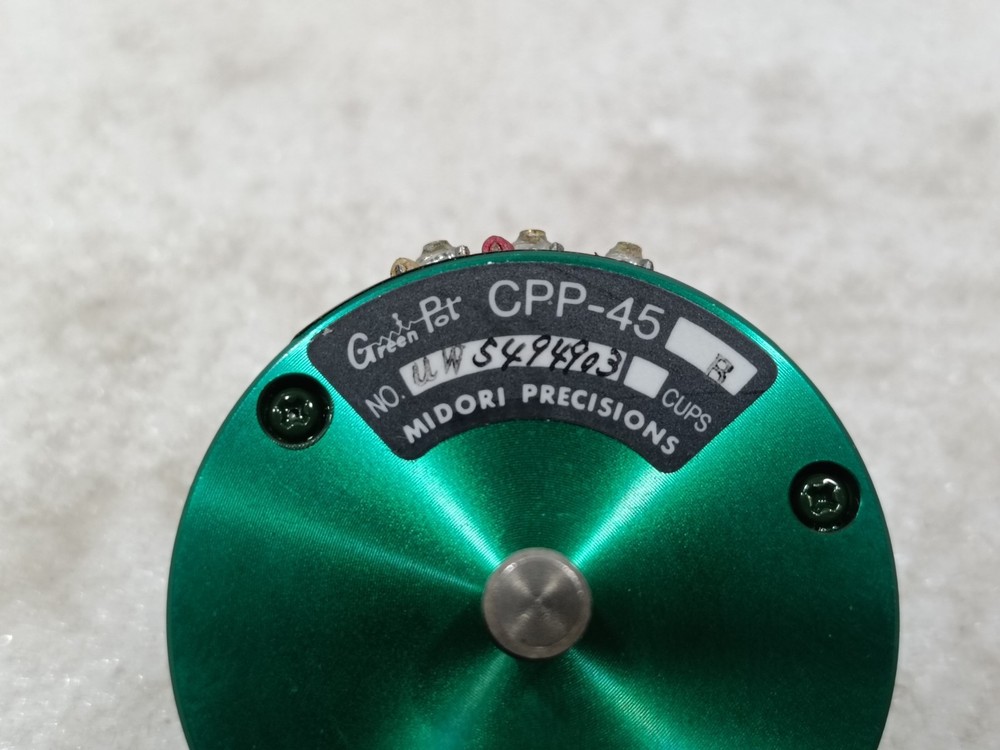 Green Pot CPP-45 B
NO. UW 5494903 CUPS
MIDORI PRECISIONS